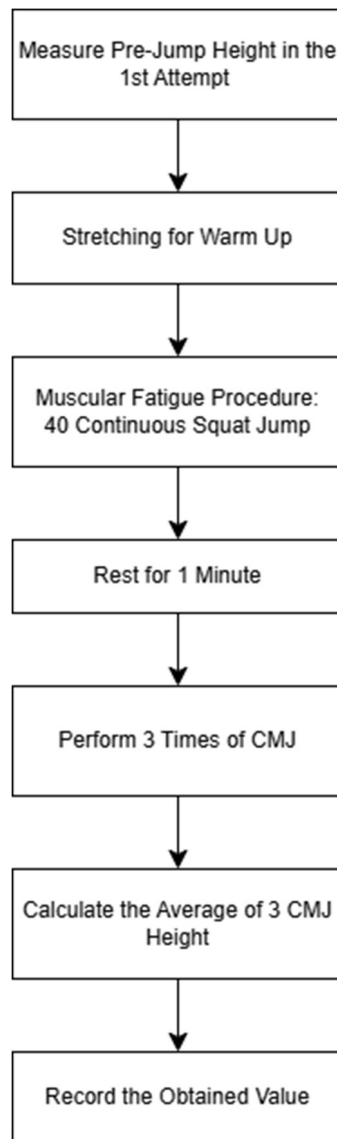 Measure Pre-Jump Height in the
1st Attempt
Stretching for Warm Up
Muscular Fatigue Procedure:
40 Continuous Squat Jump
Rest for 1 Minute
Perform 3 Times of CMJ
Calculate the Average of 3 CMJ
Height
Record the Obtained Value